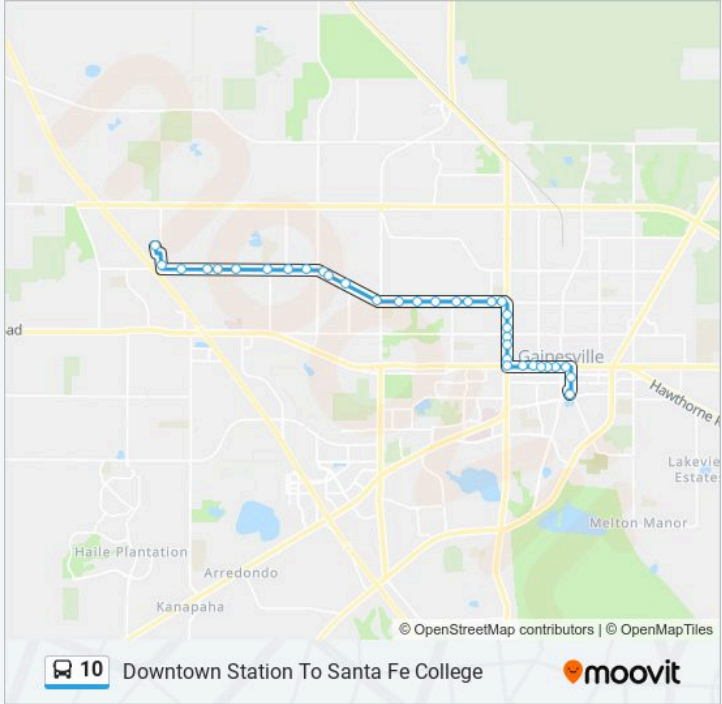 ad
Gainesville
Hawthorne R
Lakevie
Estates
Melton Manor
Haile Plantation
Arredondo
Kanapaha
© OpenStreetMap contributors | © OpenMapTiles
10 Downtown Station To Santa Fe College
moovit